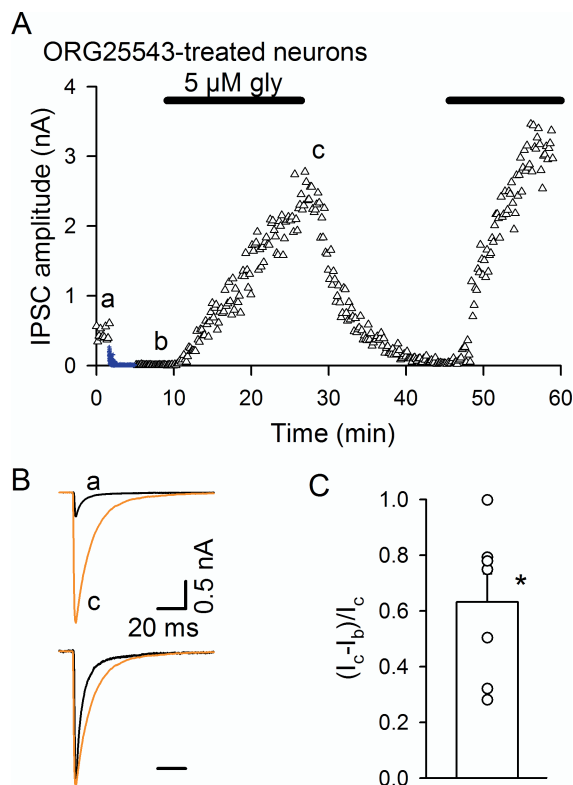 A
ORG25543-treated neurons
5 µM gly
IPSC amplitude (nA)
4
3
2
1
0
a
b
c
0 10 20 30 40 50 60
Time (min)
B
a
c
0.5 nA
20 ms
C
(Ic-Ib)/Ic
1.0
0.8
0.6
0.4
0.2
0.0
*